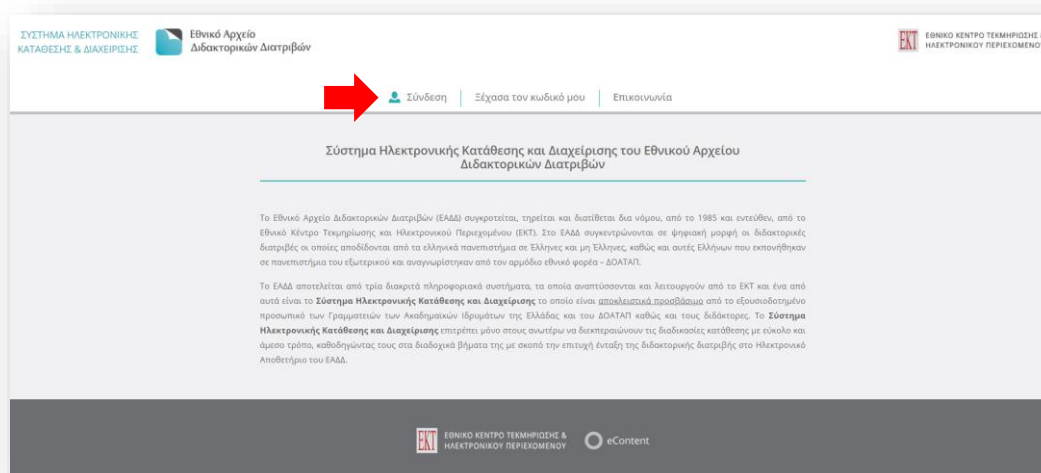 ΣΥΣΤΗΜΑ ΗΛΕΚΤΡΟΝΙΚΗΣ
ΚΑΤΑΘΕΣΗΣ & ΔΙΑΧΕΙΡΙΣΗΣ
Εθνικό Αρχείο
Διδακτορικών Διατριβών
ΕΚΤ
ΕΘΝΙΚΟ ΚΕΝΤΡΟ ΤΕΚΜΗΡΙΩΣΗΣ &
ΗΛΕΚΤΡΟΝΙΚΟΥ ΠΕΡΙΕΧΟΜΕΝΟΥ
Σύνδεση
Ξέχασα τον κωδικό μου
Επικοινωνία
Σύστημα Ηλεκτρονικής Κατάθεσης και Διαχείρισης του Εθνικού Αρχείου
Διδακτορικών Διατριβών
Το Εθνικό Αρχείο Διδακτορικών Διατριβών (ΕΑΔΔ) συγκροτείται, τηρείται και διατίθεται δια νόμου, από το 1985 και εντεύθεν, από το
Εθνικό Κέντρο Τεκμηρίωσης και Ηλεκτρονικού Περιεχομένου (ΕΚΤ). Στο ΕΑΔΔ συγκεντρώνονται σε ψηφιακή μορφή οι διδακτορικές
διατριβές οι οποίες αποδίδονται από τα ελληνικά πανεπιστήμια σε Έλληνες και μη Έλληνες, καθώς και αυτές Ελλήνων που εκπονήθηκαν
σε πανεπιστήμια του εξωτερικού και αναγνωρίστηκαν από τον αρμόδιο εθνικό φορέα – ΔΟΑΤΑΠ.
Το ΕΑΔΔ αποτελείται από τρία διακριτά πληροφοριακά συστήματα, τα οποία αναπτύσσονται και λειτουργούν από το ΕΚΤ και ένα από
αυτά είναι το Σύστημα Ηλεκτρονικής Κατάθεσης και Διαχείρισης το οποίο είναι αποκλειστικά προσβάσιμο από το εξουσιοδοτημένο
προσωπικό των Γραμματειών των Ακαδημαϊκών Ιδρυμάτων της Ελλάδας και του ΔΟΑΤΑΠ καθώς και τους διδάκτορες. Το Σύστημα
Ηλεκτρονικής Κατάθεσης και Διαχείρισης επιτρέπει μόνο στους ανωτέρω να διεκπεραιώνουν τις διαδικασίες κατάθεσης με εύκολο και
άμεσο τρόπο, καθοδηγώντας τους στα διαδοχικά βήματα της με σκοπό την επιτυχή ένταξη της διδακτορικής διατριβής στο Ηλεκτρονικό
Αποθετήριο του ΕΑΔΔ.
ΕΚΤ
ΕΘΝΙΚΟ ΚΕΝΤΡΟ ΤΕΚΜΗΡΙΩΣΗΣ &
ΗΛΕΚΤΡΟΝΙΚΟΥ ΠΕΡΙΕΧΟΜΕΝΟΥ
eContent